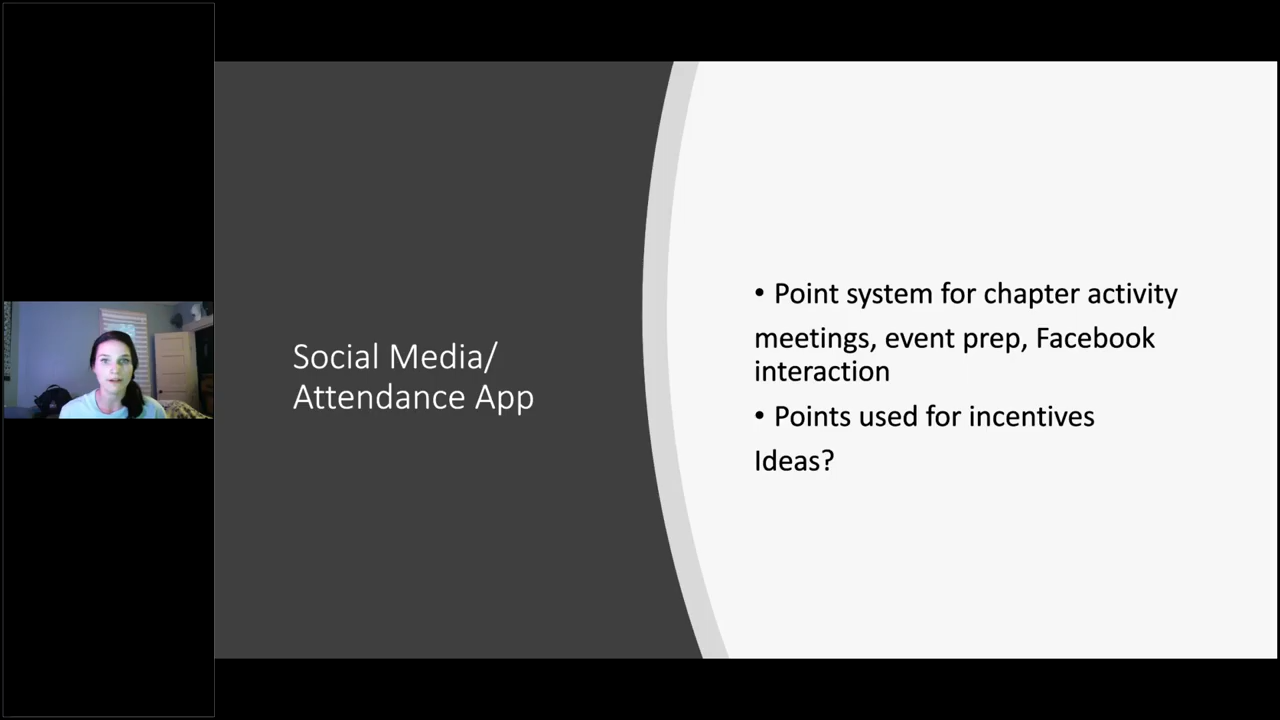 Social Media/
Attendance App
• Point system for chapter activity
meetings, event prep, Facebook
interaction
• Points used for incentives
Ideas?